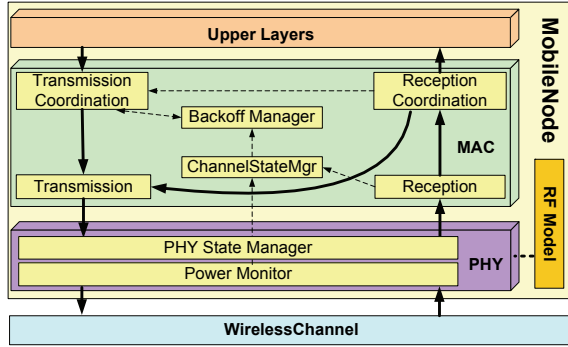 Upper Layers
MobileNode
Transmission
Coordination
Reception
Coordination
Backoff Manager
MAC
ChannelStateMgr
Transmission
Reception
RF Model
PHY State Manager
PHY
Power Monitor
WirelessChannel